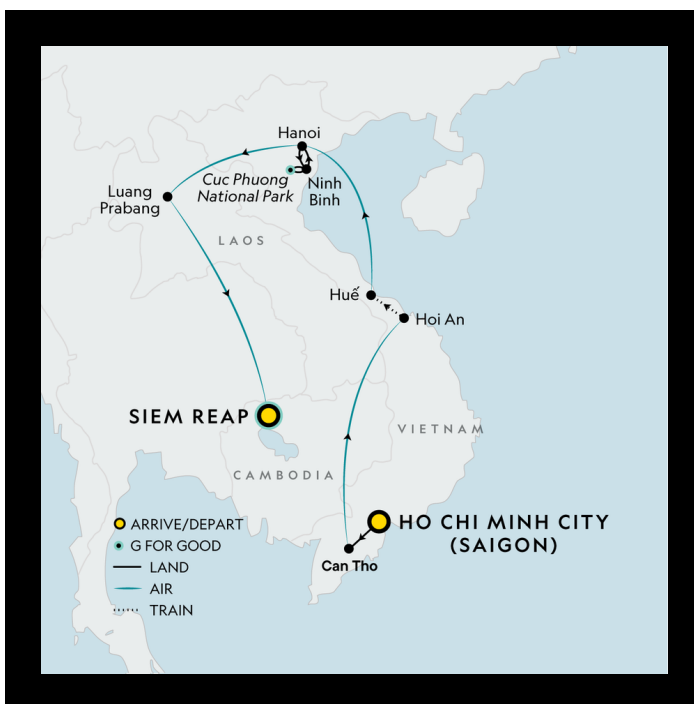 Hanoi
Cuc Phuong
National Park
Ninh
Binh
Luang
Prabang
LAOS
Huế
Hoi An
SIEM REAP
VIETNAM
CAMBODIA
HO CHI MINH CITY
(SAIGON)
Can Tho
ARRIVE/DEPART
G FOR GOOD
LAND
AIR
TRAIN